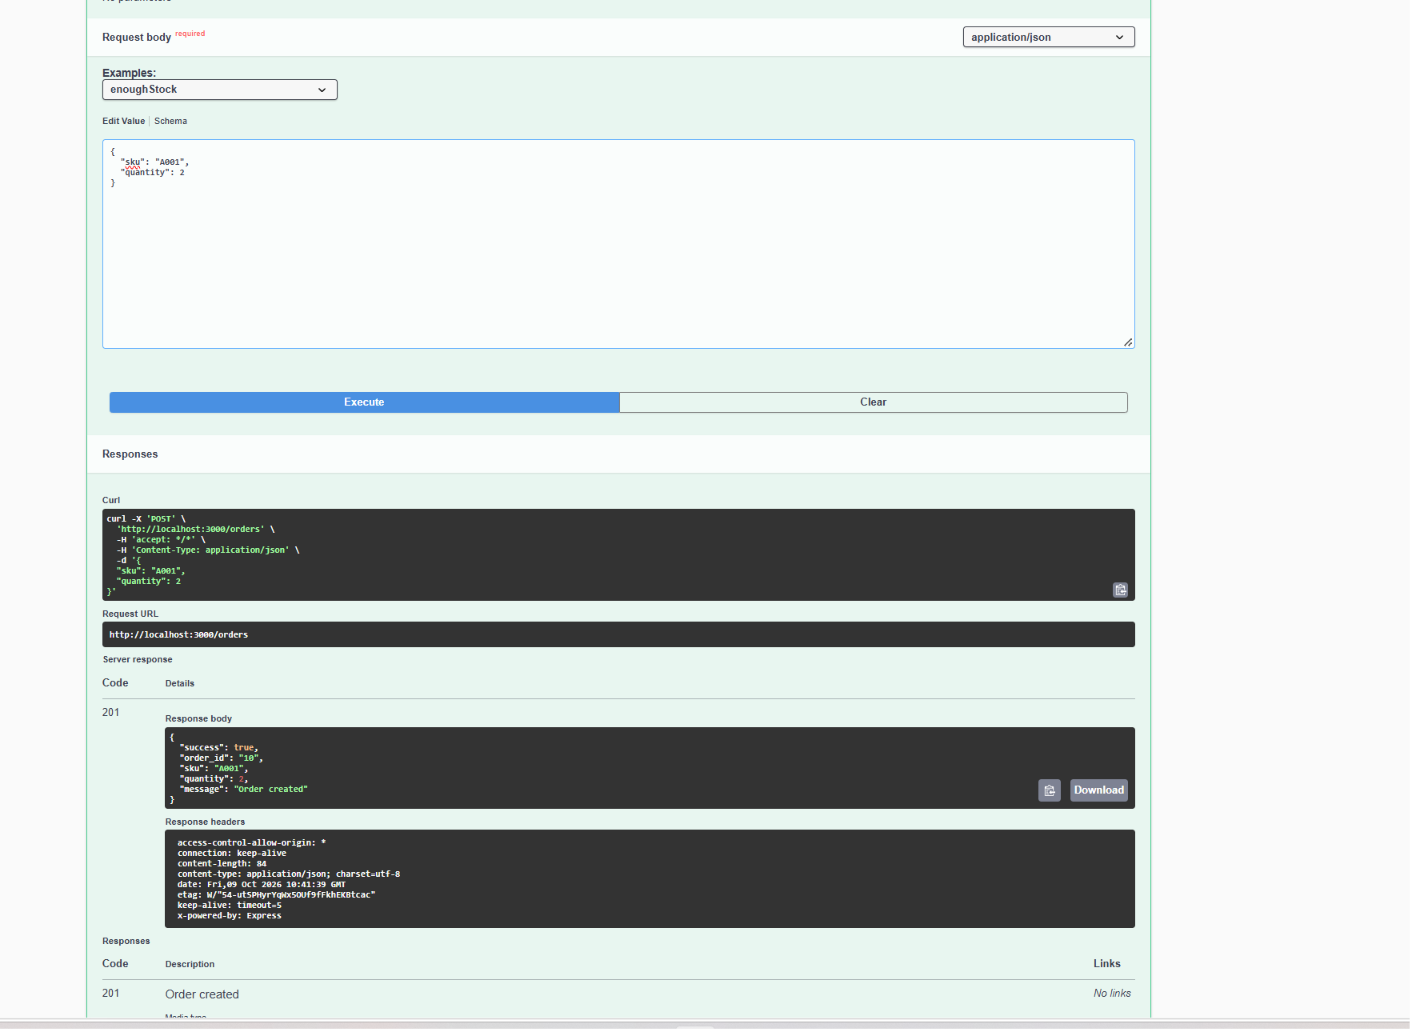 No parameters
Request body required
application/json
Examples:
enoughStock
Edit Value | Schema
{
  "sku": "A001",
  "quantity": 2
}
Execute
Clear
Responses
Curl
curl -X 'POST' \
  'http://localhost:3000/orders' \
  -H 'accept: */*' \
  -H 'Content-Type: application/json' \
  -d '{
  "sku": "A001",
  "quantity": 2
}'
Request URL
http://localhost:3000/orders
Server response
Code Details
201
Response body
{
  "success": true,
  "order_id": "10",
  "sku": "A001",
  "quantity": 2,
  "message": "Order created"
}
Download
Response headers
access-control-allow-origin: *
connection: keep-alive
content-length: 84
content-type: application/json; charset=utf-8
date: Fri,09 Oct 2026 10:41:39 GMT
keep-alive: timeout=5
x-powered-by: Express
Responses
Code Description Links
201 Order created No links
Media type